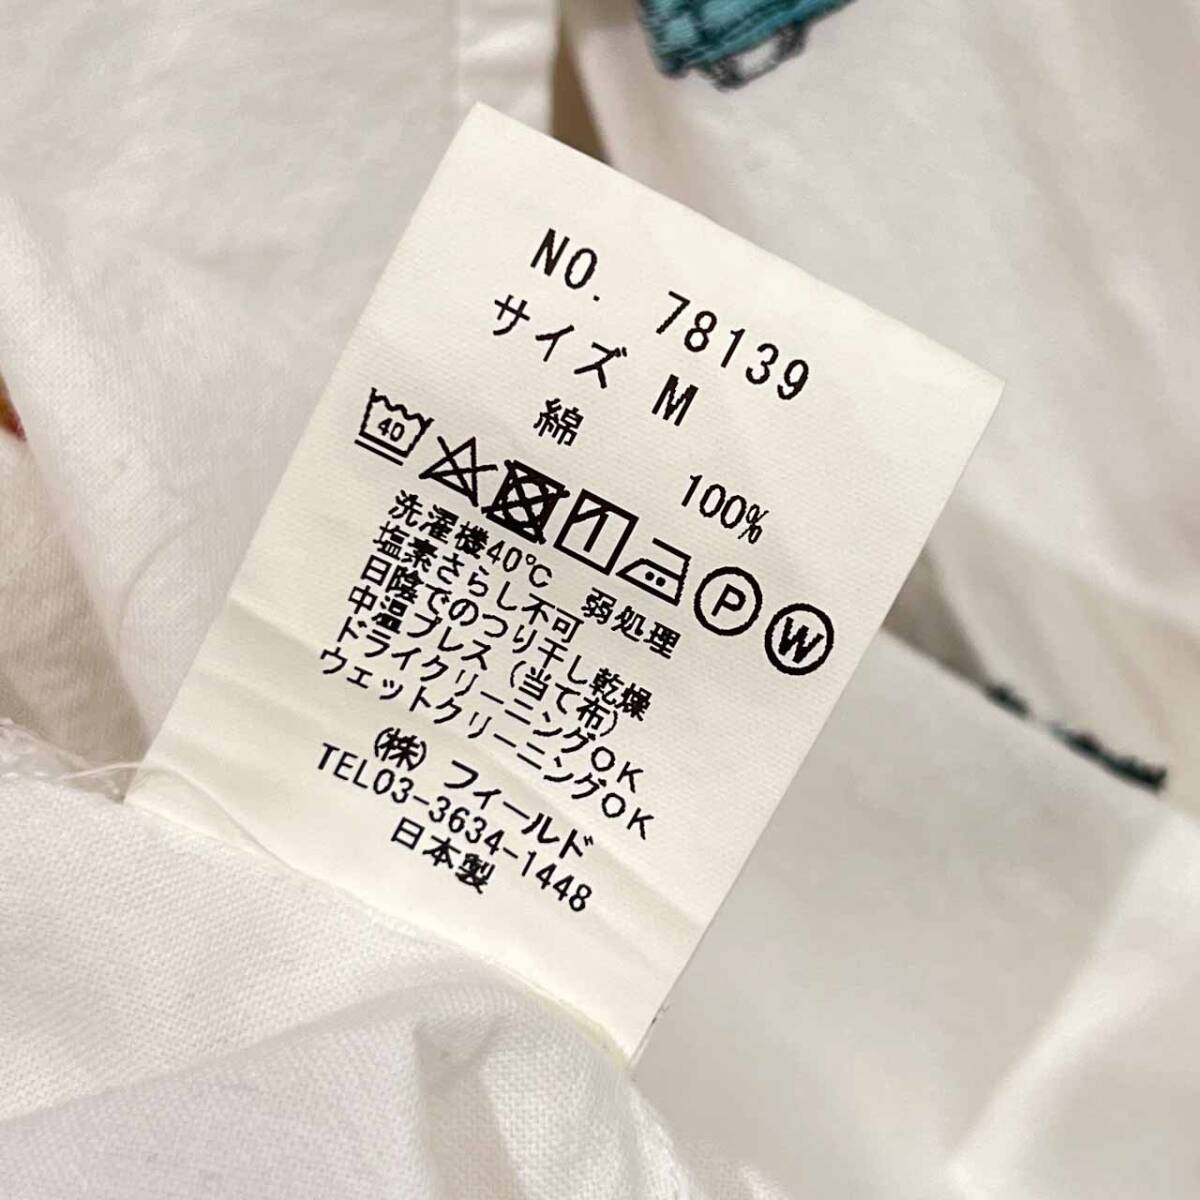 NO. 78139
サイズ M
綿 100%
40 P W
洗濯機40℃ 弱処理
塩素さらし不可
日陰でのつり干し乾燥
中温プレス(当て布)
ドライクリーニングOK
ウエットクリーニングOK
(株)フィールド
TEL03-3634-1448
日本製